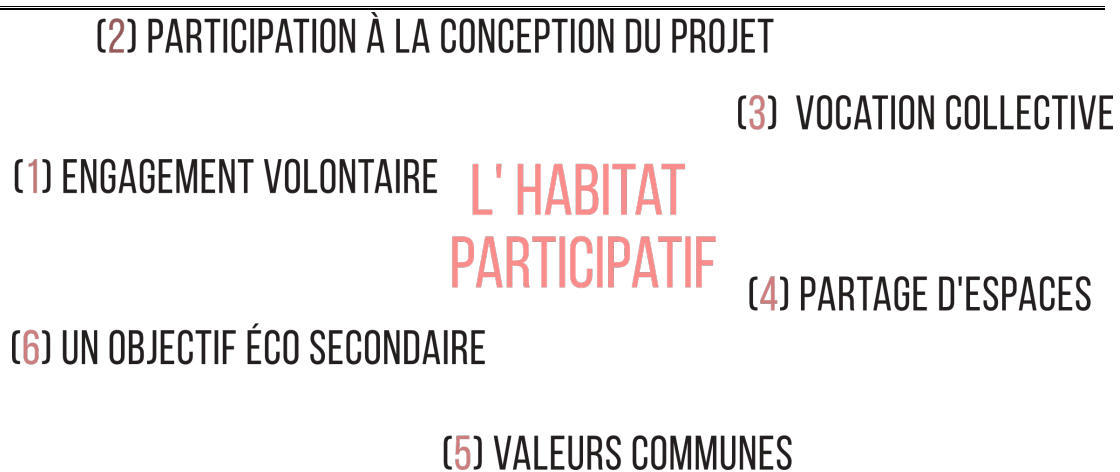 (2) PARTICIPATION À LA CONCEPTION DU PROJET
(3) VOCATION COLLECTIVE
(1) ENGAGEMENT VOLONTAIRE
L' HABITAT
PARTICIPATIF
(4) PARTAGE D'ESPACES
(6) UN OBJECTIF ÉCO SECONDAIRE
(5) VALEURS COMMUNES